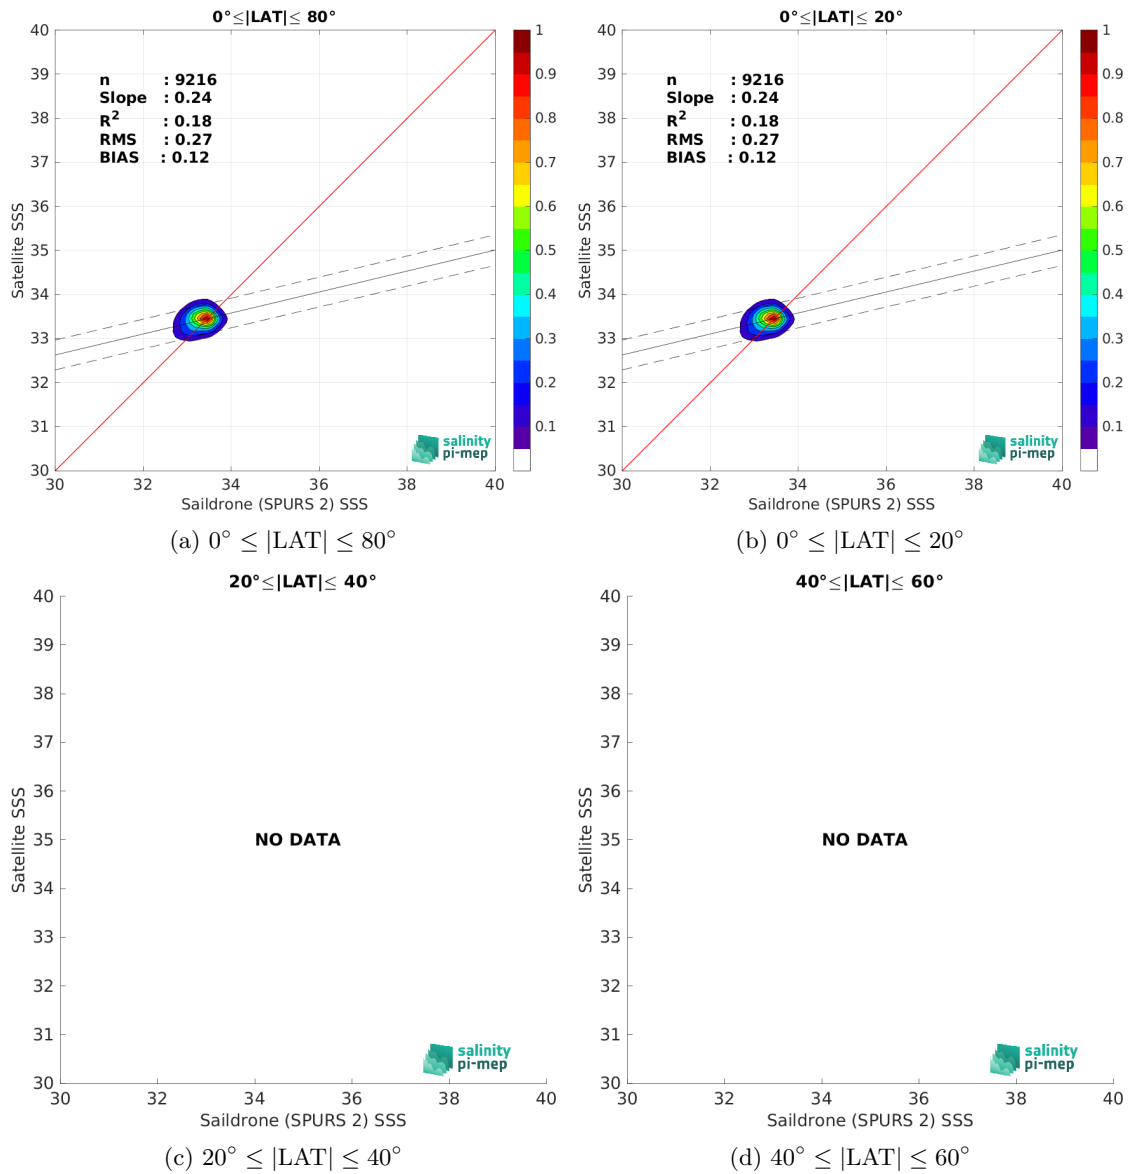 0°≤|LAT|≤ 80°
40
39
38
37
36
35
34
33
32
31
30
30 32 34 36 38 40
Satellite SSS
Saildrone (SPURS 2) SSS
n : 9216
Slope : 0.24
R² : 0.18
RMS : 0.27
BIAS : 0.12
salinity
pi-mep
1
0.9
0.8
0.7
0.6
0.5
0.4
0.3
0.2
0.1
(a) 0° ≤ |LAT| ≤ 80°
0°≤|LAT|≤ 20°
40
39
38
37
36
35
34
33
32
31
30
30 32 34 36 38 40
Satellite SSS
Saildrone (SPURS 2) SSS
n : 9216
Slope : 0.24
R² : 0.18
RMS : 0.27
BIAS : 0.12
salinity
pi-mep
1
0.9
0.8
0.7
0.6
0.5
0.4
0.3
0.2
0.1
(b) 0° ≤ |LAT| ≤ 20°
20°≤|LAT|≤ 40°
40
39
38
37
36
35
34
33
32
31
30
30 32 34 36 38 40
Satellite SSS
Saildrone (SPURS 2) SSS
NO DATA
salinity
pi-mep
(c) 20° ≤ |LAT| ≤ 40°
40°≤|LAT|≤ 60°
40
39
38
37
36
35
34
33
32
31
30
30 32 34 36 38 40
Satellite SSS
Saildrone (SPURS 2) SSS
NO DATA
salinity
pi-mep
(d) 40° ≤ |LAT| ≤ 60°